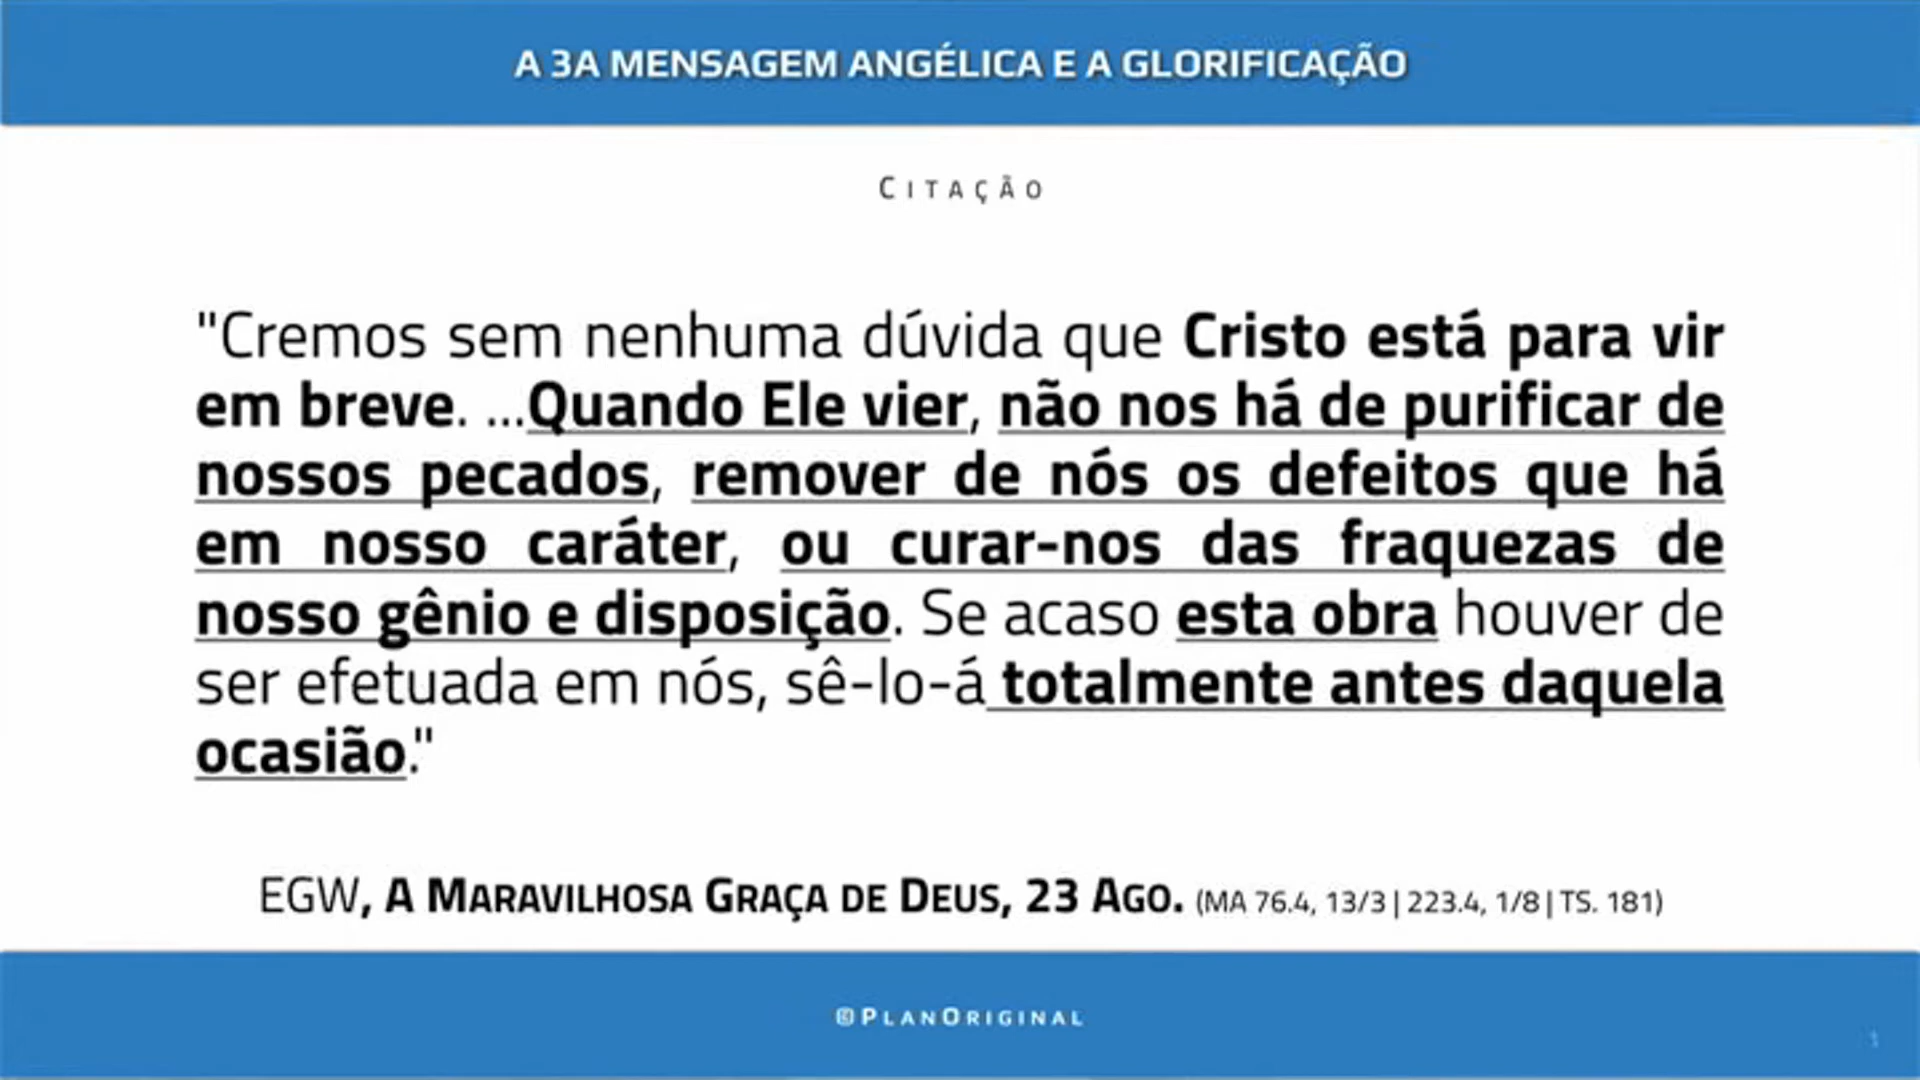 A 3A MENSAGEM ANGÉLICA E A GLORIFICAÇÃO
CITAÇÃO
"Cremos sem nenhuma dúvida que Cristo está para vir
em breve. ...Quando Ele vier, não nos há de purificar de
nossos pecados, remover de nós os defeitos que há
em nosso caráter, ou curar-nos das fraquezas de
nosso gênio e disposição. Se acaso esta obra houver de
ser efetuada em nós, sê-lo-á totalmente antes daquela
ocasião."
EGW, A MARAVILHOSA GRAÇA DE DEUS, 23 AGO. (MA 76.4, 13/3 | 223.4, 1/8 | TS. 181)
©PLANORIGINAL
1